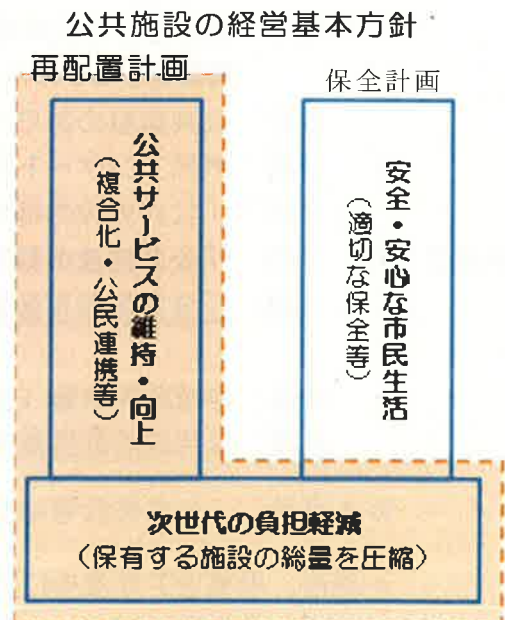 公共施設の経営基本方針
再配置計画
保全計画
公共サービスの維持・向上
（複合化・公民連携等）
安全・安心な市民生活
（適切な保全等）
次世代の負担軽減
（保有する施設の総量を圧縮）